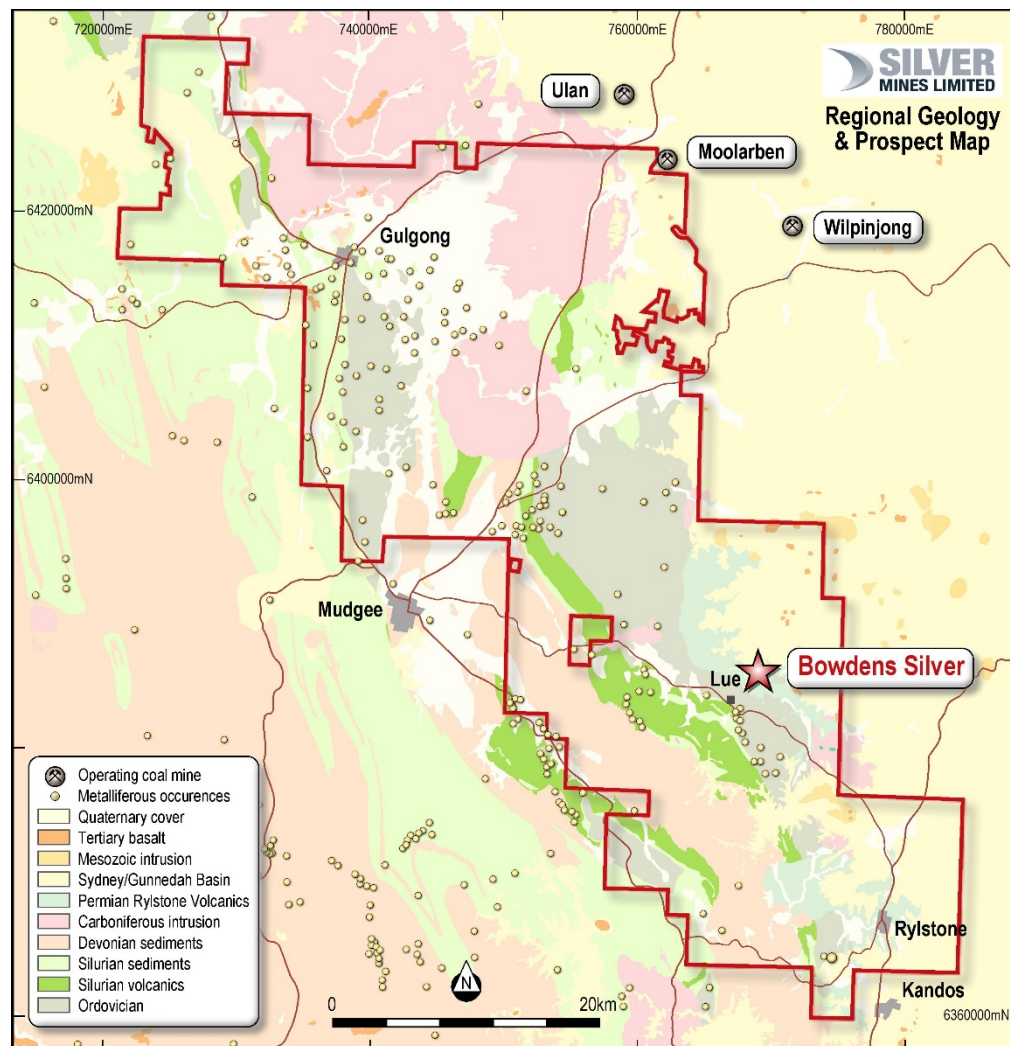 720000mE
740000mE
760000mE
780000mE
SILVER
MINES LIMITED
Regional Geology
& Prospect Map
Ulan
Moolarben
Wilpinjong
6420000mN
Gulgong
6400000mN
Mudgee
Lue
Bowdens Silver
Rylstone
Kandos
6360000mN
Operating coal mine
Metalliferous occurences
Quaternary cover
Tertiary basalt
Mesozoic intrusion
Sydney/Gunnedah Basin
Permian Rylstone Volcanics
Carboniferous intrusion
Devonian sediments
Silurian sediments
Silurian volcanics
Ordovician
N
0
20km